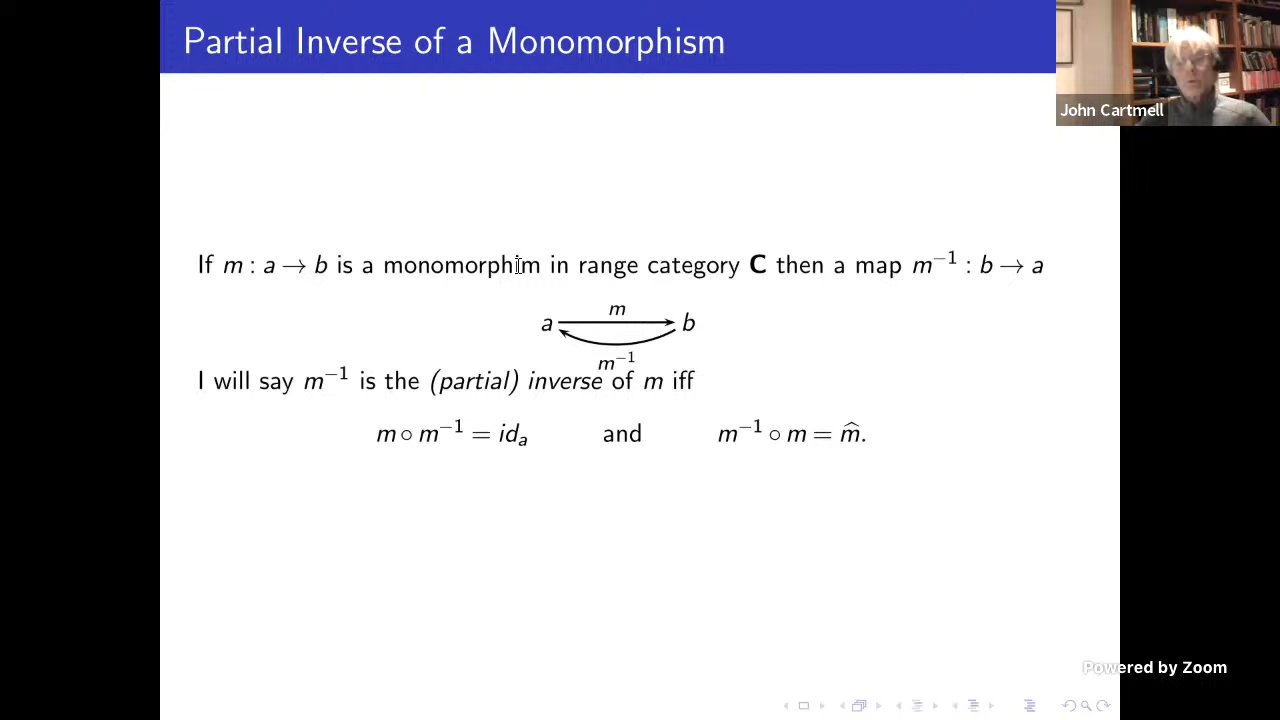 Partial Inverse of a Monomorphism
John Cartmell
If m : a → b is a monomorphim in range category C then a map m⁻¹ : b → a
m
a b
m⁻¹
I will say m⁻¹ is the (partial) inverse of m iff
m ∘ m⁻¹ = id_a and m⁻¹ ∘ m = m̂.
Powered by Zoom